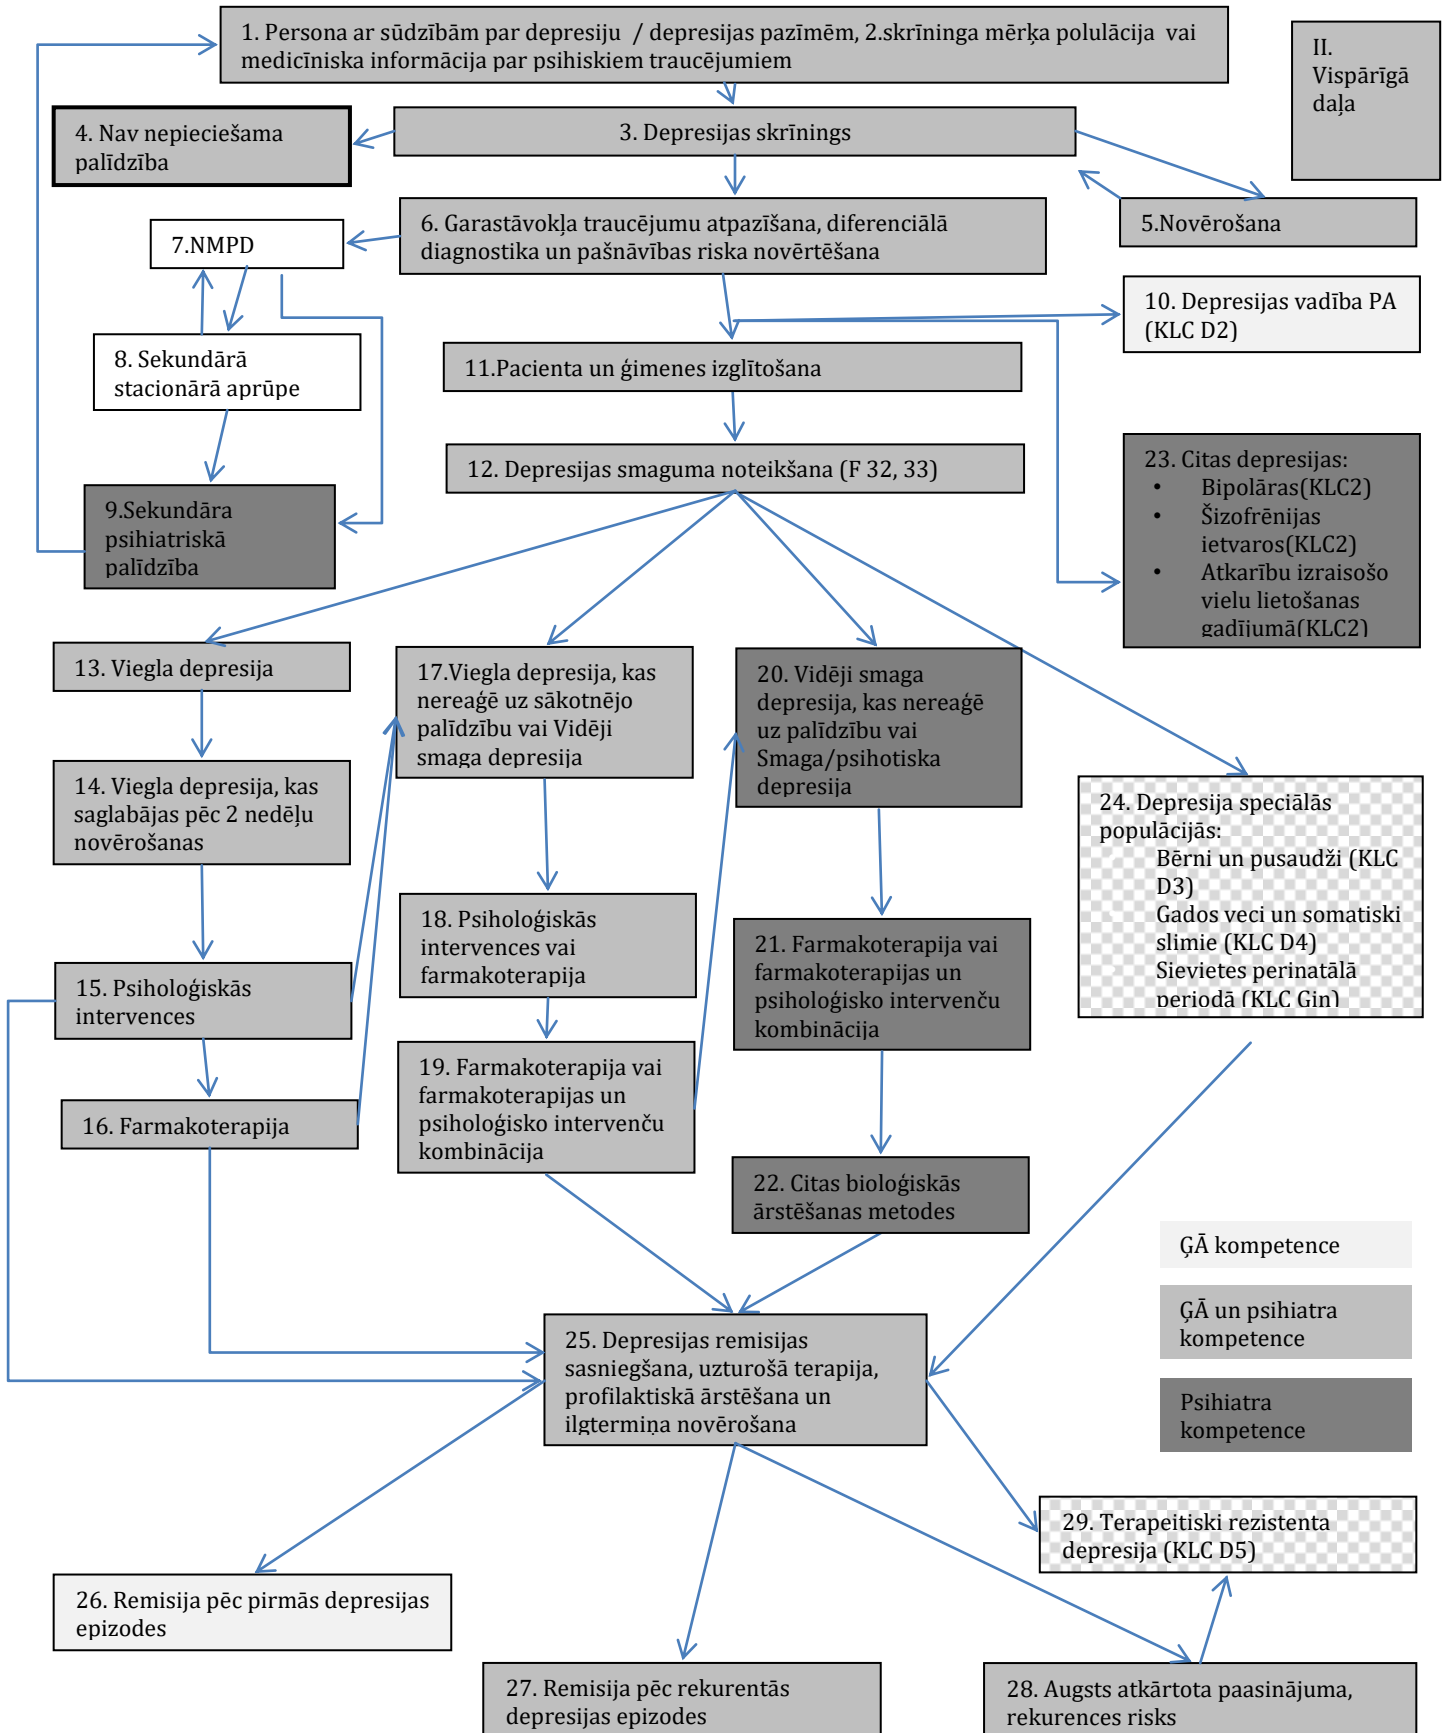 1. Persona ar sūdzībām par depresiju / depresijas pazīmēm, 2.skrīninga mērķa polulācija vai
medicīniska informācija par psihiskiem traucējumiem
II.
Vispārīgā
daļa
3. Depresijas skrīnings
4. Nav nepieciešama
palīdzība
5.Novērošana
6. Garastāvokļa traucējumu atpazīšana, diferenciālā
diagnostika un pašnāvības riska novērtēšana
7.NMPD
8. Sekundārā
stacionārā aprūpe
9.Sekundāra
psihiatriskā
palīdzība
10. Depresijas vadība PA
(KLC D2)
11.Pacienta un ģimenes izglītošana
12. Depresijas smaguma noteikšana (F 32, 33)
23. Citas depresijas:
• Bipolāras(KLC2)
• Šizofrēnijas
ietvaros(KLC2)
• Atkarību izraisošo
vielu lietošanas
gadījumā(KLC2)
13. Viegla depresija
14. Viegla depresija, kas
saglabājas pēc 2 nedēļu
novērošanas
15. Psiholoģiskās
intervences
16. Farmakoterapija
17.Viegla depresija, kas
nereaģē uz sākotnējo
palīdzību vai Vidēji
smaga depresija
18. Psiholoģiskās
intervences vai
farmakoterapija
19. Farmakoterapija vai
farmakoterapijas un
psiholoģisko intervenču
kombinācija
20. Vidēji smaga
depresija, kas nereaģē
uz palīdzību vai
Smaga/psihotiska
depresija
21. Farmakoterapija vai
farmakoterapijas un
psiholoģisko intervenču
kombinācija
22. Citas bioloģiskās
ārstēšanas metodes
24. Depresija speciālās
populācijās:
Bērni un pusaudži (KLC
D3)
Gados veci un somatiski
slimie (KLC D4)
Sievietes perinatālā
periodā (KLC Gin)
ĢĀ kompetence
ĢĀ un psihiatra
kompetence
Psihiatra
kompetence
25. Depresijas remisijas
sasniegšana, uzturošā terapija,
profilaktiskā ārstēšana un
ilgtermiņa novērošana
29. Terapeitiski rezistenta
depresija (KLC D5)
26. Remisija pēc pirmās depresijas
epizodes
27. Remisija pēc rekurentās
depresijas epizodes
28. Augsts atkārtota paasinājuma,
rekurences risks